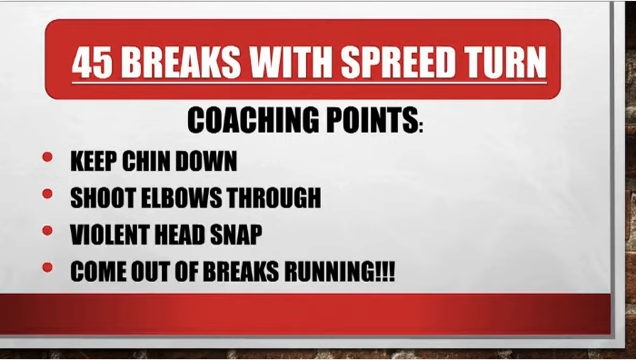 45 BREAKS WITH SPREED TURN
COACHING POINTS:
KEEP CHIN DOWN
SHOOT ELBOWS THROUGH
VIOLENT HEAD SNAP
COME OUT OF BREAKS RUNNING!!!